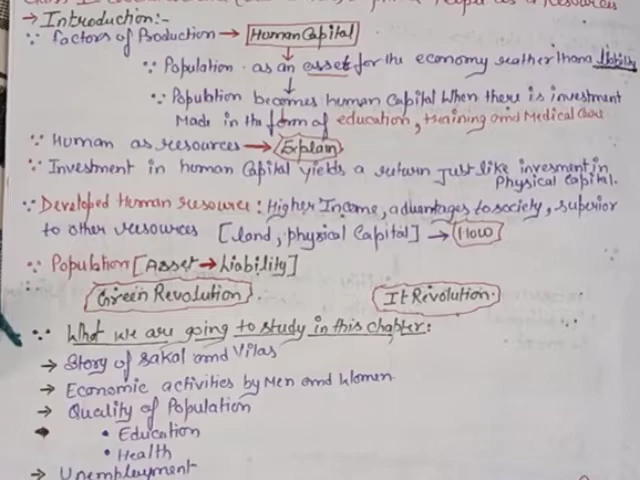 People as a Resources
→ Introduction:-
∵ factors of Production → Human Capital
∵ Population as an asset for the economy rather than a liability
∵ Population becomes human Capital When there is investment
Made in the form of education, training and Medical Care
∵ Human as resources → Explain
∵ Investment in human Capital yields a return just like invesment in
Physical Capital.
∵ Developed Human resource: Higher Income, advantages to society, superior
to other resources [land, physical Capital] → How
∵ Population [Asset → Liability]
Green Revolution It Revolution.
∵ What we are going to study in this chapter:
→ Story of sakal and Vilas
→ Economic activities by Men and Women
→ Quality of Population
• Education
• Health
→ Unemployment